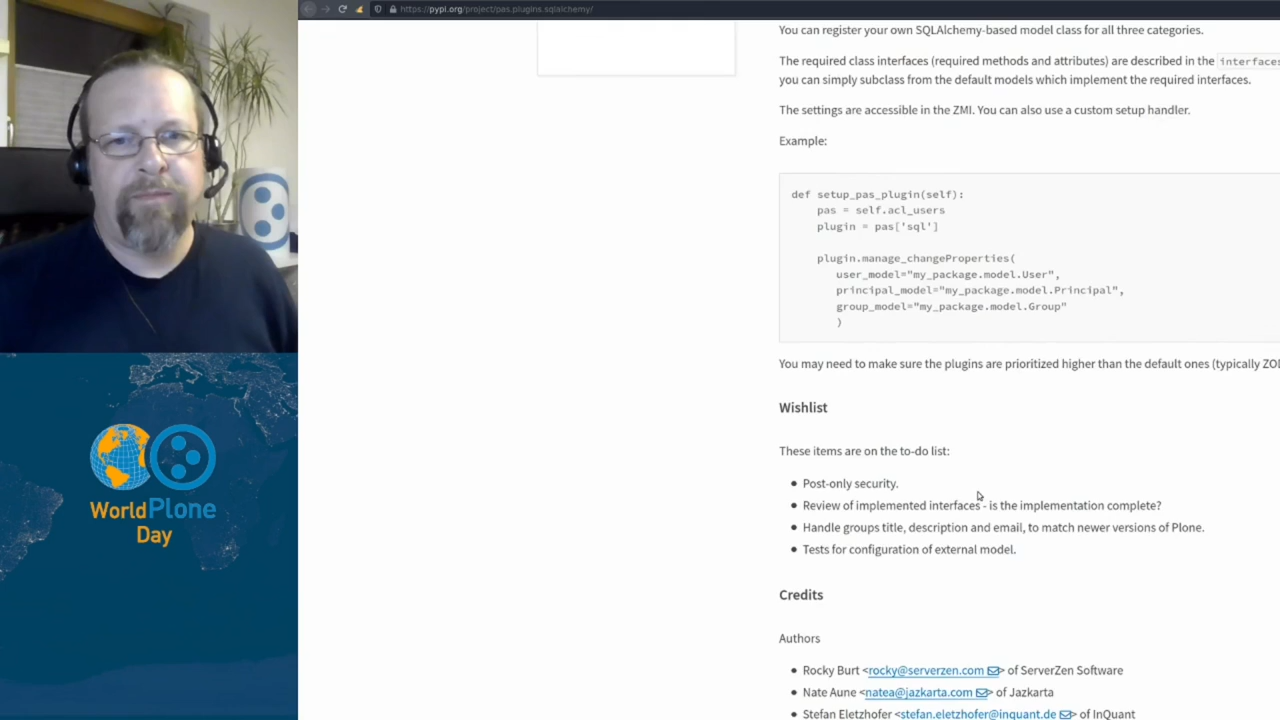 https://pypi.org/project/pas.plugins.sqlalchemy/
You can register your own SQLAlchemy-based model class for all three categories.
The required class interfaces (required methods and attributes) are described in the interfaces
you can simply subclass from the default models which implement the required interfaces.
The settings are accessible in the ZMI. You can also use a custom setup handler.
Example:
def setup_pas_plugin(self):
pas = self.acl_users
plugin = pas['sql']
plugin.manage_changeProperties(
user_model="my_package.model.User",
principal_model="my_package.model.Principal",
group_model="my_package.model.Group"
)
You may need to make sure the plugins are prioritized higher than the default ones (typically
Wishlist
These items are on the to-do list:
Post-only security.
Review of implemented interfaces - is the implementation complete?
Handle groups title, description and email, to match newer versions of Plone.
Tests for configuration of external model.
Credits
Authors
Rocky Burt <rocky@serverzen.com> of ServerZen Software
Nate Aune <natea@jazkarta.com> of Jazkarta
Stefan Eletzhofer <stefan.eletzhofer@inquant.de> of InQuant
World Plone
Day